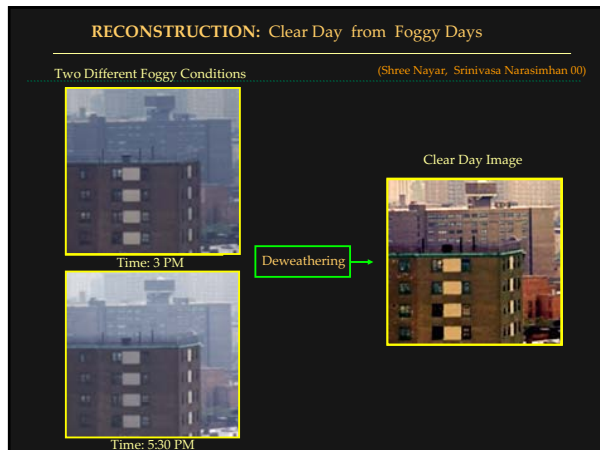 RECONSTRUCTION: Clear Day from Foggy Days
Two Different Foggy Conditions
(Shree Nayar, Srinivasa Narasimhan 00)
Time: 3 PM
Clear Day Image
Deweathering
Time: 5:30 PM